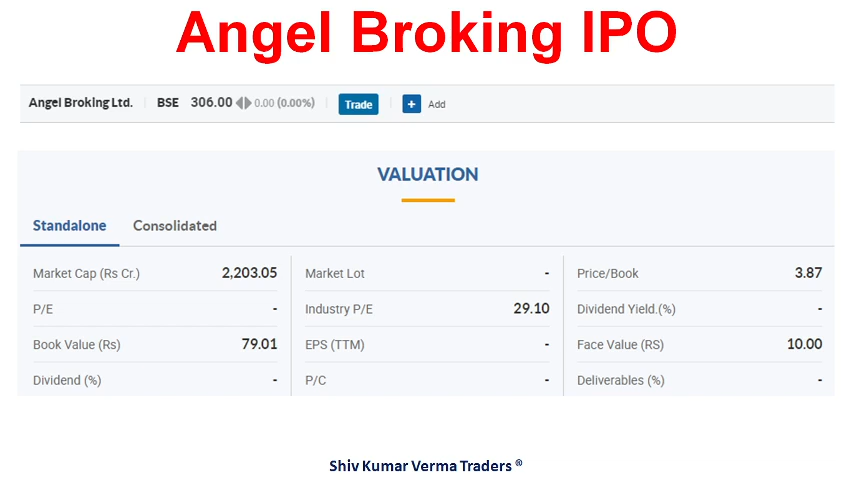 Angel Broking IPO
Angel Broking Ltd. BSE 306.00 0.00 (0.00%) Trade + Add
VALUATION
Standalone Consolidated
Market Cap (Rs Cr.) 2,203.05 Market Lot - Price/Book 3.87
P/E - Industry P/E 29.10 Dividend Yield.(%) -
Book Value (Rs) 79.01 EPS (TTM) - Face Value (RS) 10.00
Dividend (%) - P/C - Deliverables (%) -
Shiv Kumar Verma Traders ®